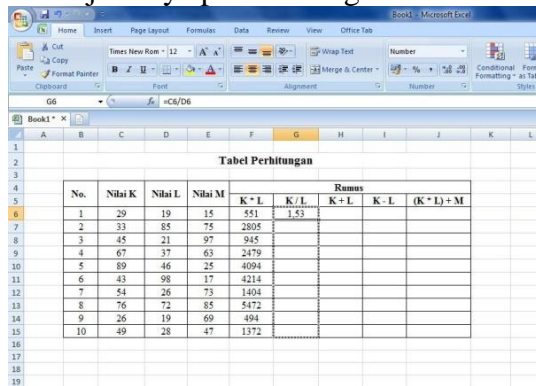 Book1 - Microsoft Excel
Home Insert Page Layout Formulas Data Review View Office Tab
Cut
Copy
Format Painter
Paste
Times New Rom 12 A A
Wrap Text
Number
B I U A
Merge & Center
% , 
Conditional
Formatting
Clipboard Font Alignment Number Styles
G6 fx =C6/D6
Book1 *
A B C D E F G H I J K L
1
2 Tabel Perhitungan
3
4 No. Nilai K Nilai L Nilai M Rumus
5 K * L K / L K + L K - L (K * L) + M
6 1 29 19 15 551 1,53
7 2 33 85 75 2805
8 3 45 21 97 945
9 4 67 37 63 2479
10 5 89 46 25 4094
11 6 43 98 17 4214
12 7 54 26 73 1404
13 8 76 72 85 5472
14 9 26 19 69 494
15 10 49 28 47 1372
16
17
18
19